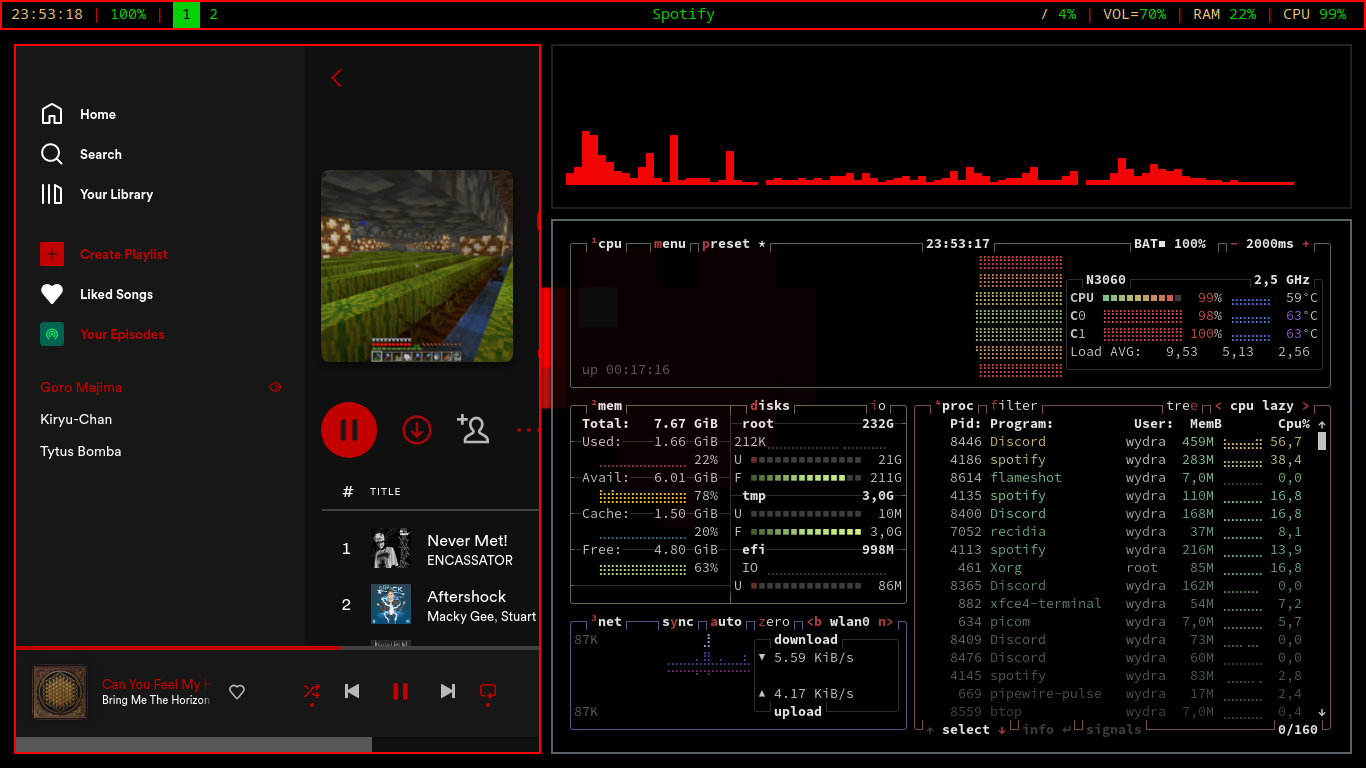 23:53:18 | 100% | 1 2
Spotify
/ 4% | VOL=70% | RAM 22% | CPU 99%
Home
Search
Your Library
Create Playlist
Liked Songs
Your Episodes
Goro Majima
Kiryu-Chan
Tytus Bomba
# TITLE
1 Never Met!
ENCASSATOR
2 Aftershock
Macky Gee, Stuart
Can You Feel My H
Bring Me The Horizon
¹cpu menu preset * 23:53:17 BAT■ 100% - 2000ms +
N3060 2,5 GHz
CPU 99% 59°C
C0 98% 63°C
C1 100% 63°C
Load AVG: 9,53 5,13 2,56
up 00:17:16
²mem
Total: 7.67 GiB
Used: 1.66 GiB
22%
Avail: 6.01 GiB
78%
Cache: 1.50 GiB
20%
Free: 4.80 GiB
63%
disks io
root 232G
212K
U 21G
F 211G
tmp 3,0G
U 10M
F 3,0G
efi 998M
IO
U 86M
³net sync auto zero <b wlan0 n>
87K
download
▼ 5.59 KiB/s
▲ 4.17 KiB/s
87K
upload
⁴proc filter tree < cpu lazy >
Pid: Program: User: MemB Cpu% ↑
8446 Discord wydra 459M 56,7
4186 spotify wydra 283M 38,4
8614 flameshot wydra 7,0M 0,0
4135 spotify wydra 110M 16,8
8400 Discord wydra 168M 16,8
7052 recidia wydra 37M 8,1
4113 spotify wydra 216M 13,9
461 Xorg root 85M 16,8
8365 Discord wydra 162M 0,0
882 xfce4-terminal wydra 54M 7,2
634 picom wydra 7,0M 5,7
8409 Discord wydra 73M 0,0
8476 Discord wydra 60M 0,0
4145 spotify wydra 83M 2,8
669 pipewire-pulse wydra 17M 2,4
8559 btop wydra 7,0M 0,4 ↓
↑ select ↓ info ↵ signals 0/160